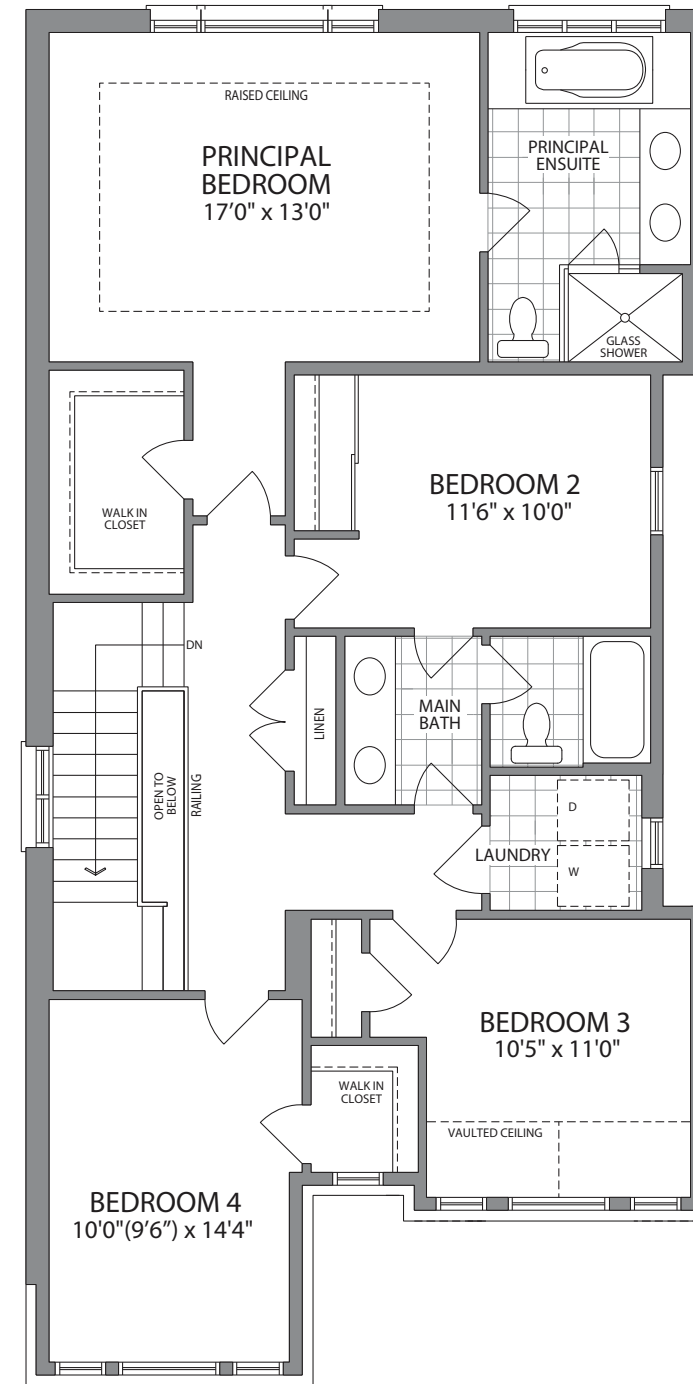 RAISED CEILING
PRINCIPAL
BEDROOM
17’0" x 13'0"
PRINCIPAL
ENSUITE
GLASS
SHOWER
WALK IN
CLOSET
BEDROOM 2
11'6" x 10'0"
DN
LINEN
MAIN
BATH
OPEN TO
BELOW
RAILING
D
LAUNDRY
W
BEDROOM 3
10'5" x 11'0"
WALK IN
CLOSET
VAULTED CEILING
BEDROOM 4
10'0"(9’6”) x 14'4"